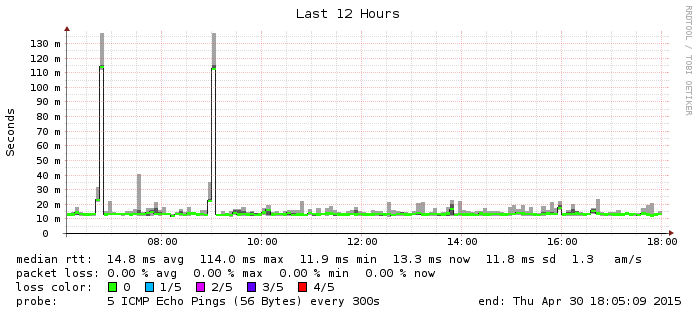 Last 12 Hours
RRDTOOL / TOBI OETIKER
Seconds
130 m
120 m
110 m
100 m
90 m
80 m
70 m
60 m
50 m
40 m
30 m
20 m
10 m
0
08:00 10:00 12:00 14:00 16:00 18:00
median rtt: 14.8 ms avg 114.0 ms max 11.9 ms min 13.3 ms now 11.8 ms sd 1.3 am/s
packet loss: 0.00 % avg 0.00 % max 0.00 % min 0.00 % now
loss color: 0 1/5 2/5 3/5 4/5
probe: 5 ICMP Echo Pings (56 Bytes) every 300s end: Thu Apr 30 18:05:09 2015